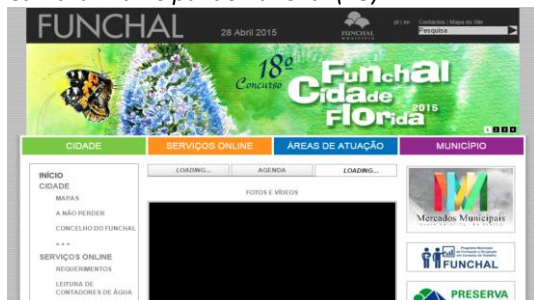 FUNCHAL
28 Abril 2015
FUNCHAL
MUNICÍPIO
pt | en Contactos | Mapa do Site
Pesquisa
18º
Concurso
Funchal
Cidade
Florida
2015
CIDADE
SERVIÇOS ONLINE
ÁREAS DE ATUAÇÃO
MUNICÍPIO
INÍCIO
CIDADE
MAPAS
A NÃO PERDER
CONCELHO DO FUNCHAL
> > >
SERVIÇOS ONLINE
REQUERIMENTOS
LEITURA DE
CONTADORES DE ÁGUA
LOADING...
AGENDA
LOADING...
FOTOS E VÍDEOS
Mercados Municipais
FUNCHAL
PRESERVA